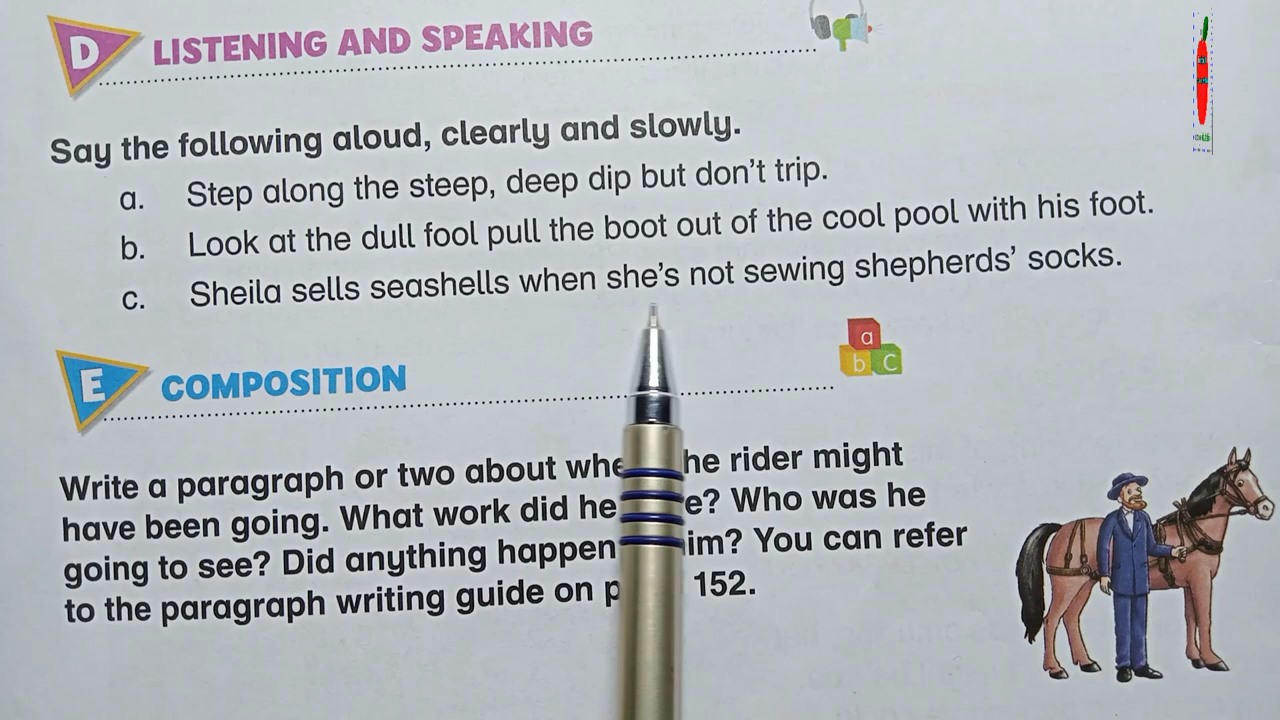 D LISTENING AND SPEAKING
Say the following aloud, clearly and slowly.
a. Step along the steep, deep dip but don't trip.
b. Look at the dull fool pull the boot out of the cool pool with his foot.
c. Sheila sells seashells when she's not sewing shepherds' socks.
a
b C
E COMPOSITION
Write a paragraph or two about whe he rider might
have been going. What work did he e? Who was he
going to see? Did anything happen im? You can refer
to the paragraph writing guide on p 152.